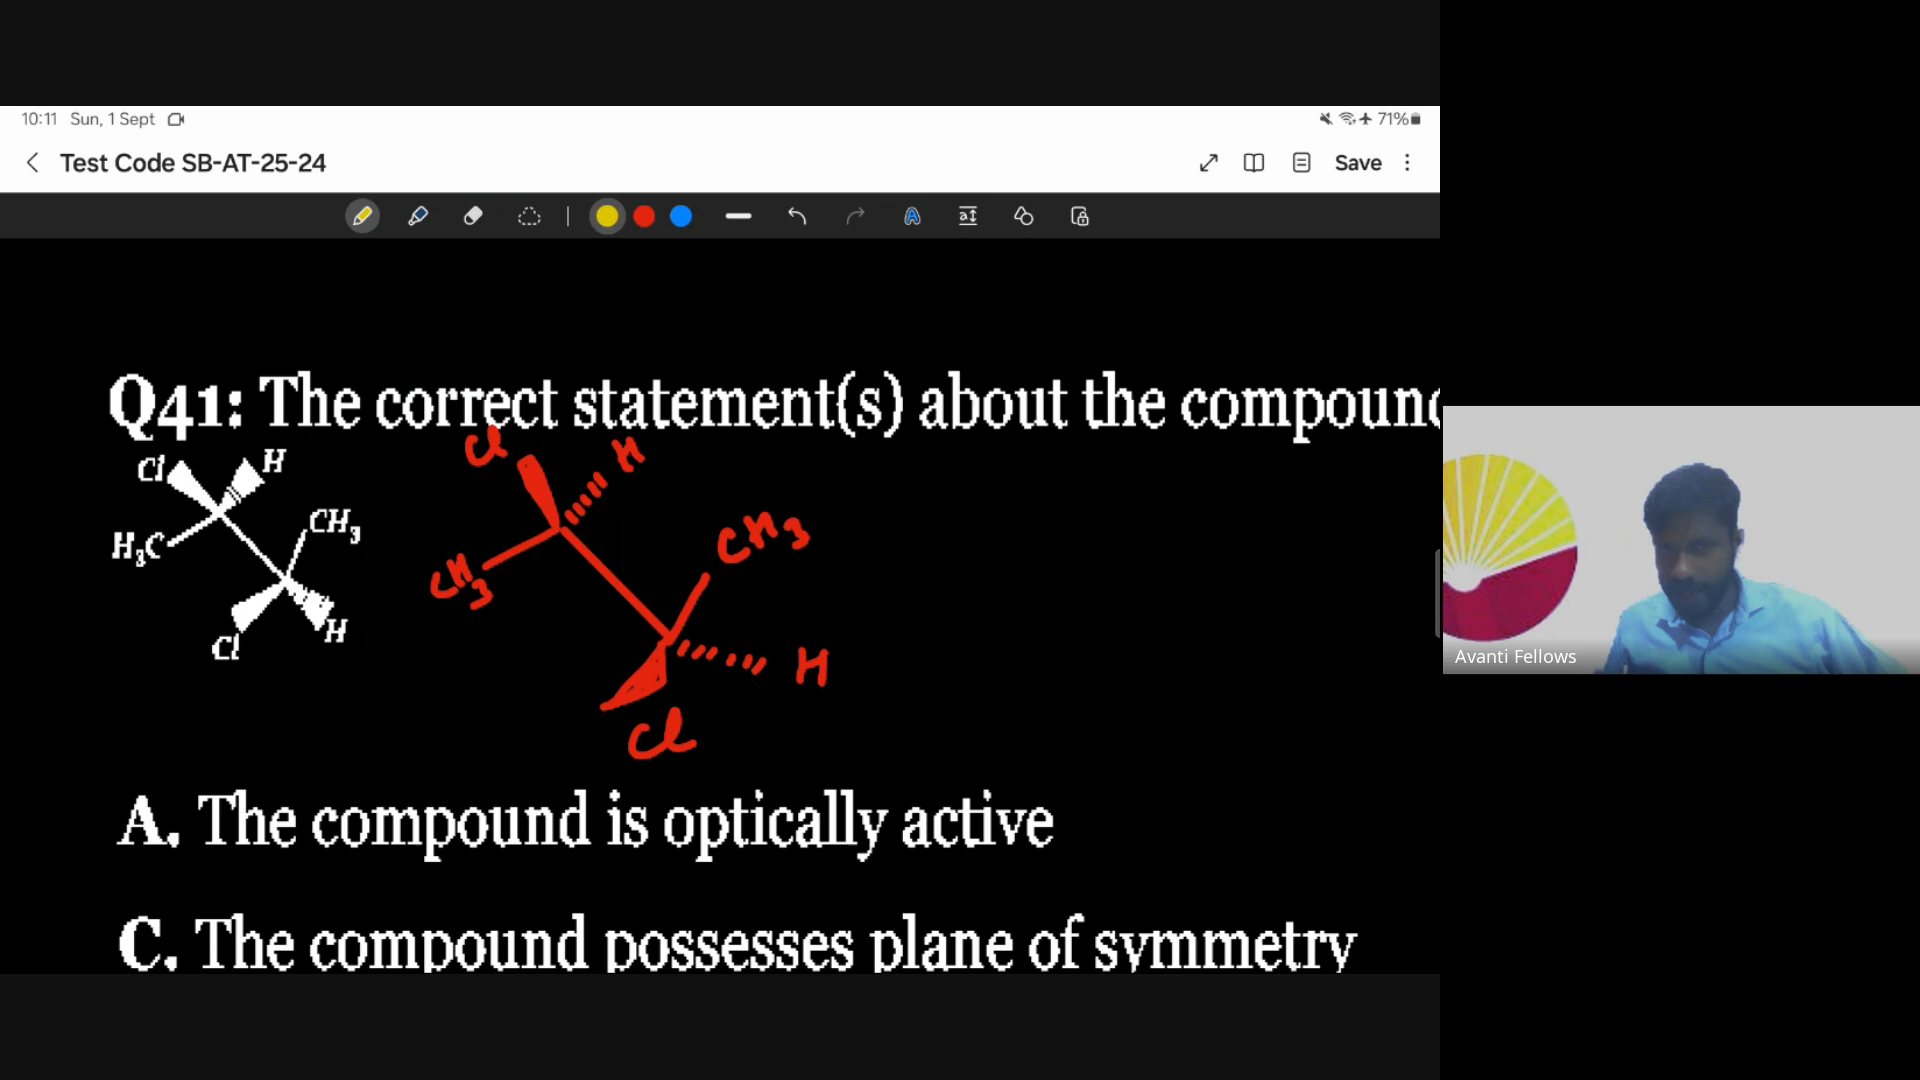 10:11 Sun, 1 Sept
71%
Test Code SB-AT-25-24
Save
Q41: The correct statement(s) about the compoun
Cl H
H₃C CH₃
Cl H
Cl H
CH₃ CH₃
H
Cl
A. The compound is optically active
C. The compound possesses plane of symmetry
Avanti Fellows